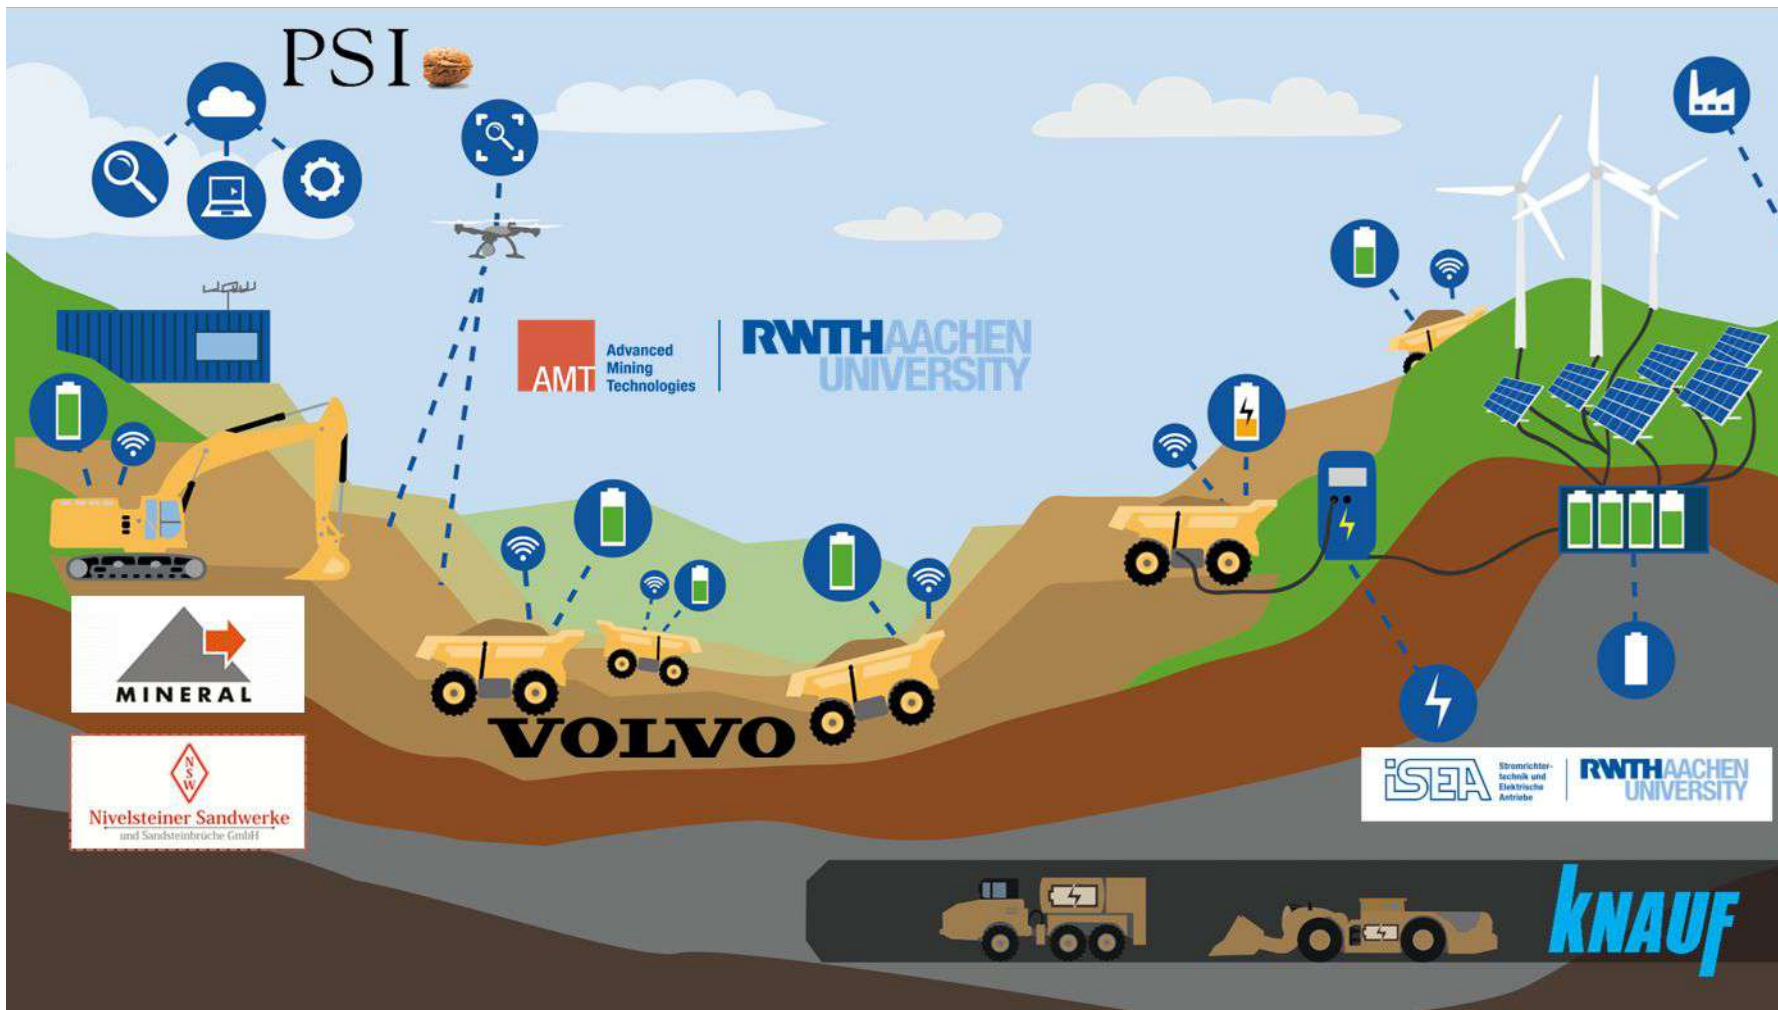 PSI
AMT
Advanced
Mining
Technologies
RWTHAACHEN
UNIVERSITY
MINERAL
VOLVO
NSW
Nivelsteiner Sandwerke
und Sandsteinbrüche GmbH
iSEA
Stromrichter-
technik und
Elektrische
Antriebe
RWTHAACHEN
UNIVERSITY
KNAUF